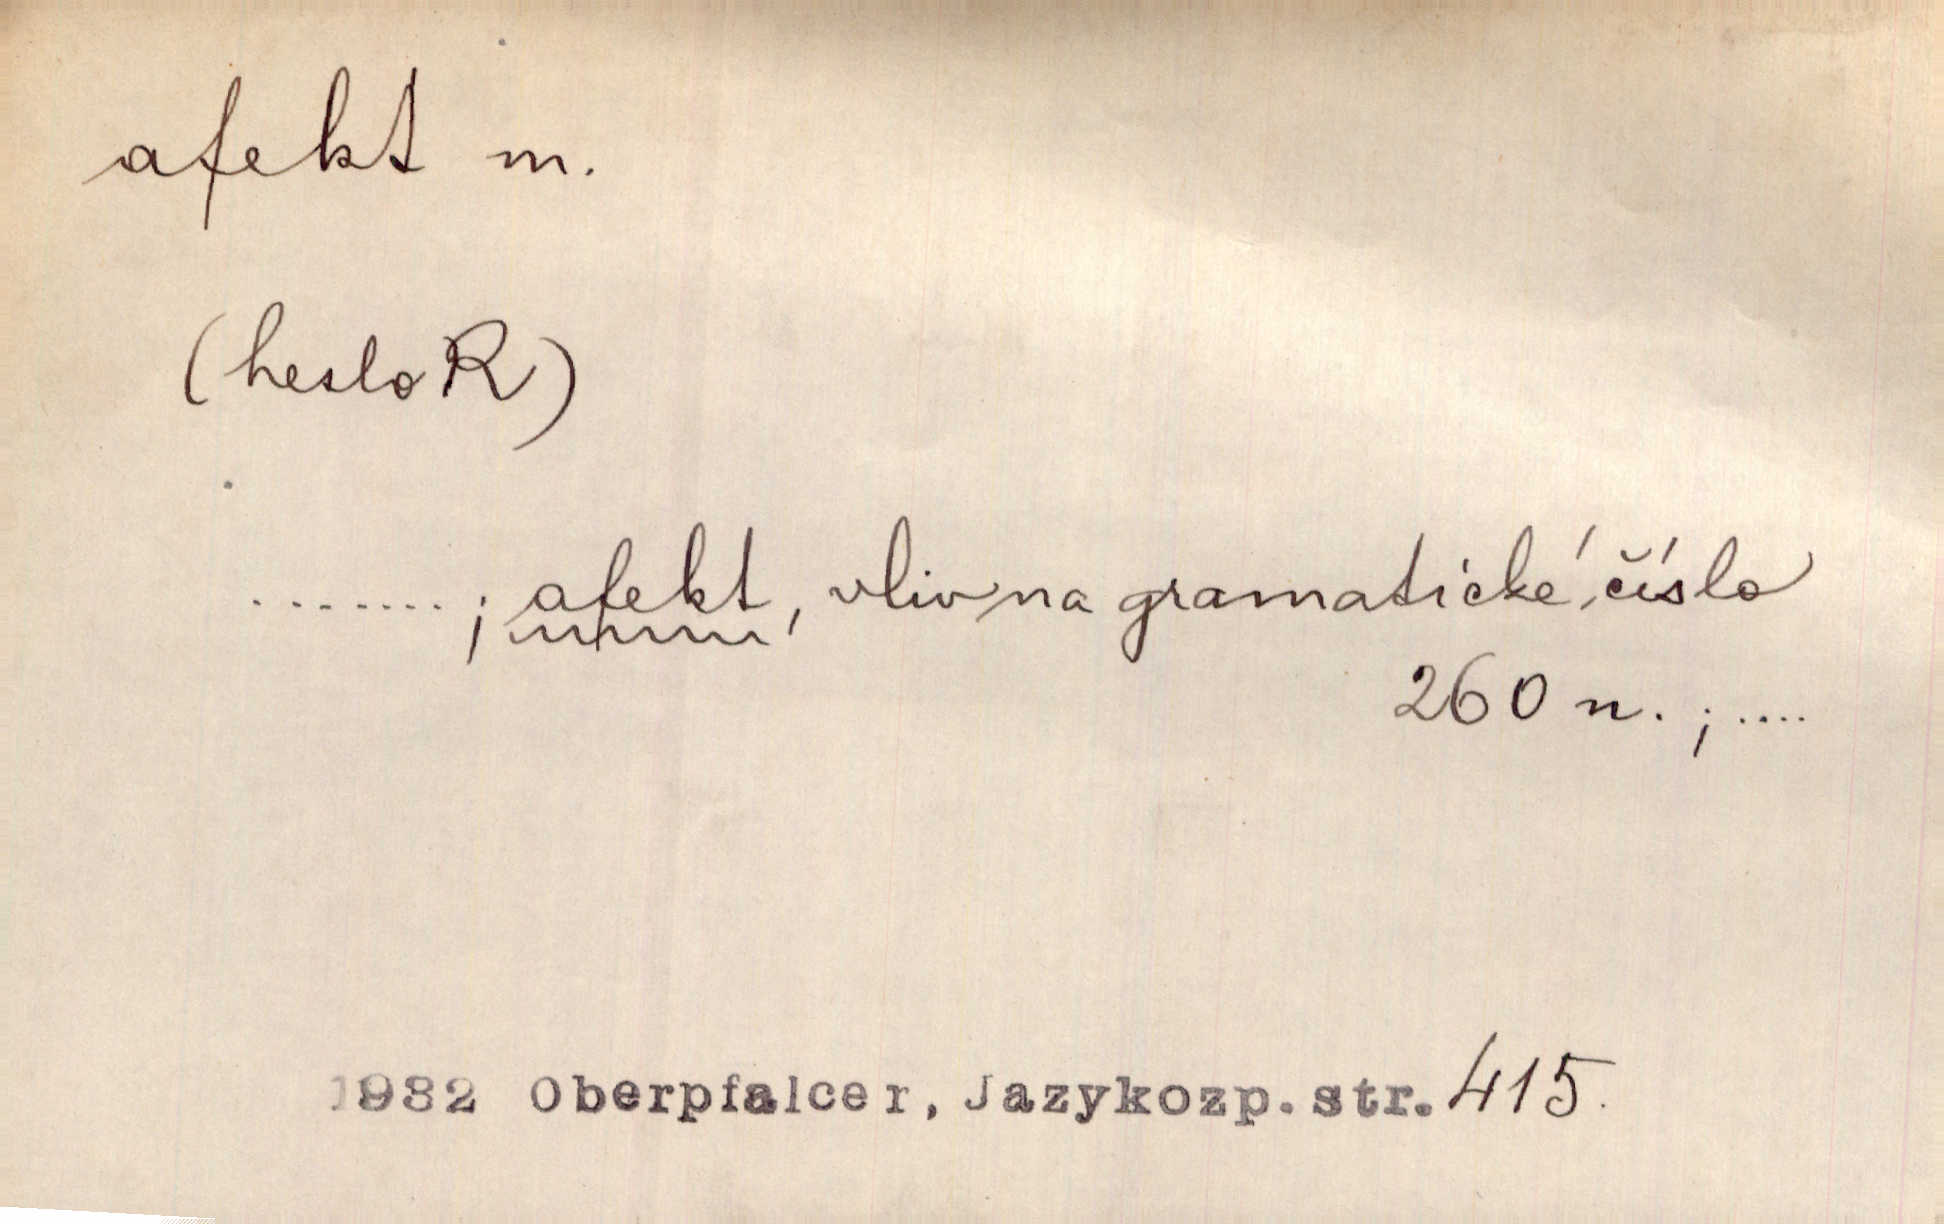 afekt m.
(heslo R)
........; afekt, vliv na gramatické číslo
260 n. ; ....
1932 Oberpfalcer, Jazykozp. str. 415.